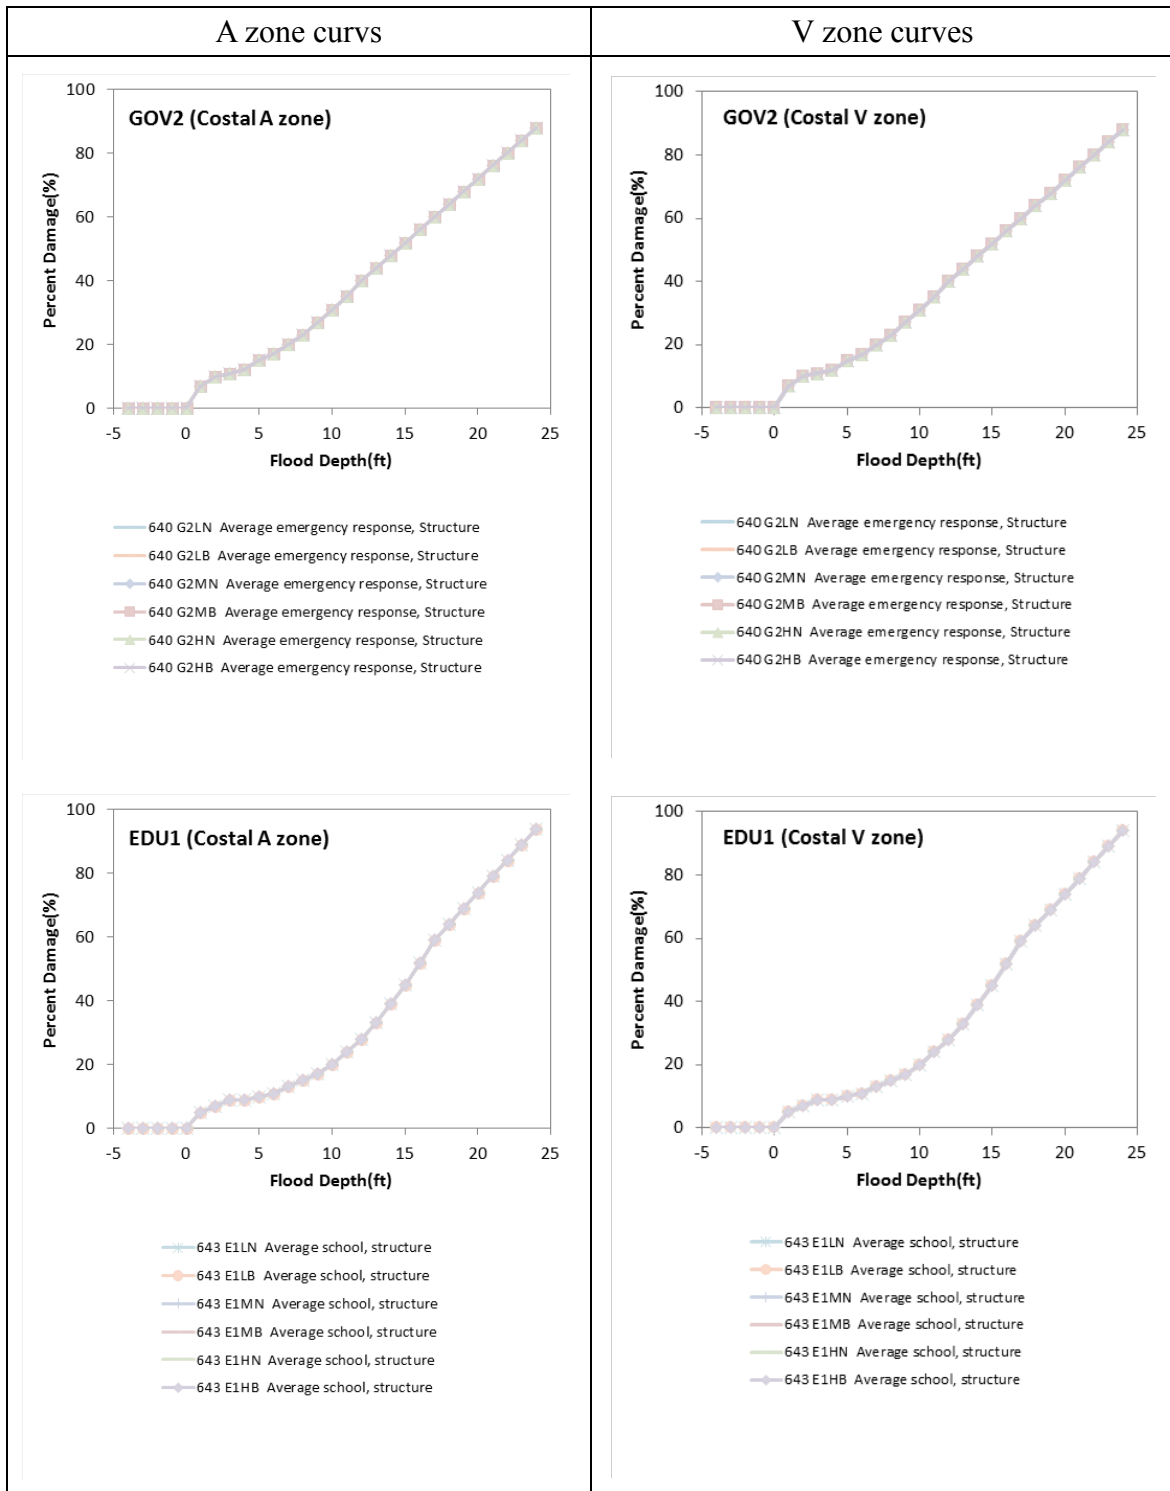 A zone curvs
V zone curves
GOV2 (Costal A zone)
Percent Damage(%)
100
80
60
40
20
0
-5 0 5 10 15 20 25
Flood Depth(ft)
640 G2LN Average emergency response, Structure
640 G2LB Average emergency response, Structure
640 G2MN Average emergency response, Structure
640 G2MB Average emergency response, Structure
640 G2HN Average emergency response, Structure
640 G2HB Average emergency response, Structure
GOV2 (Costal V zone)
Percent Damage(%)
100
80
60
40
20
0
-5 0 5 10 15 20 25
Flood Depth(ft)
640 G2LN Average emergency response, Structure
640 G2LB Average emergency response, Structure
640 G2MN Average emergency response, Structure
640 G2MB Average emergency response, Structure
640 G2HN Average emergency response, Structure
640 G2HB Average emergency response, Structure
EDU1 (Costal A zone)
Percent Damage(%)
100
80
60
40
20
0
-5 0 5 10 15 20 25
Flood Depth(ft)
643 E1LN Average school, structure
643 E1LB Average school, structure
643 E1MN Average school, structure
643 E1MB Average school, structure
643 E1HN Average school, structure
643 E1HB Average school, structure
EDU1 (Costal V zone)
Percent Damage(%)
100
80
60
40
20
0
-5 0 5 10 15 20 25
Flood Depth(ft)
643 E1LN Average school, structure
643 E1LB Average school, structure
643 E1MN Average school, structure
643 E1MB Average school, structure
643 E1HN Average school, structure
643 E1HB Average school, structure